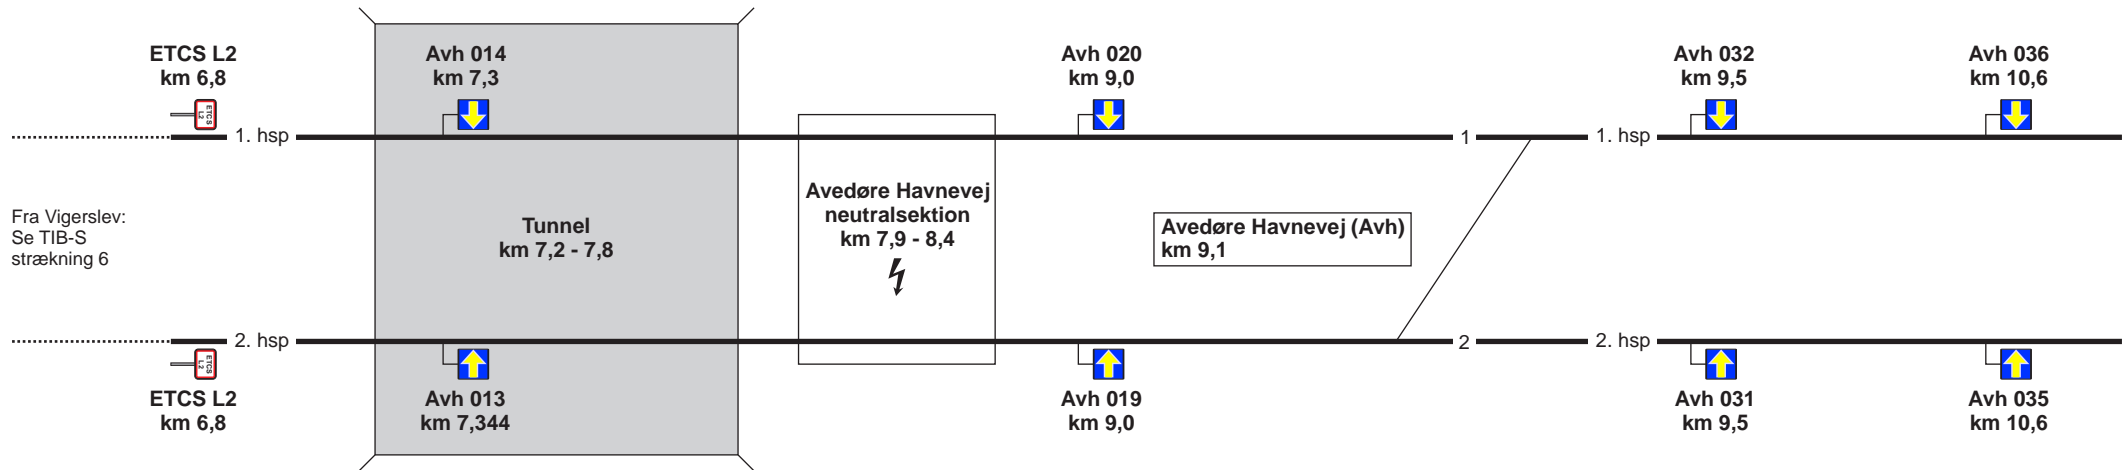 ETCS L2
km 6,8
Avh 014
km 7,3
Avh 020
km 9,0
Avh 032
km 9,5
Avh 036
km 10,6
ETCS
L2
1. hsp
1
1. hsp
Fra Vigerslev:
Se TIB-S
strækning 6
Tunnel
km 7,2 - 7,8
Avedøre Havnevej
neutralsektion
km 7,9 - 8,4
Avedøre Havnevej (Avh)
km 9,1
2. hsp
2
2. hsp
ETCS
L2
ETCS L2
km 6,8
Avh 013
km 7,344
Avh 019
km 9,0
Avh 031
km 9,5
Avh 035
km 10,6